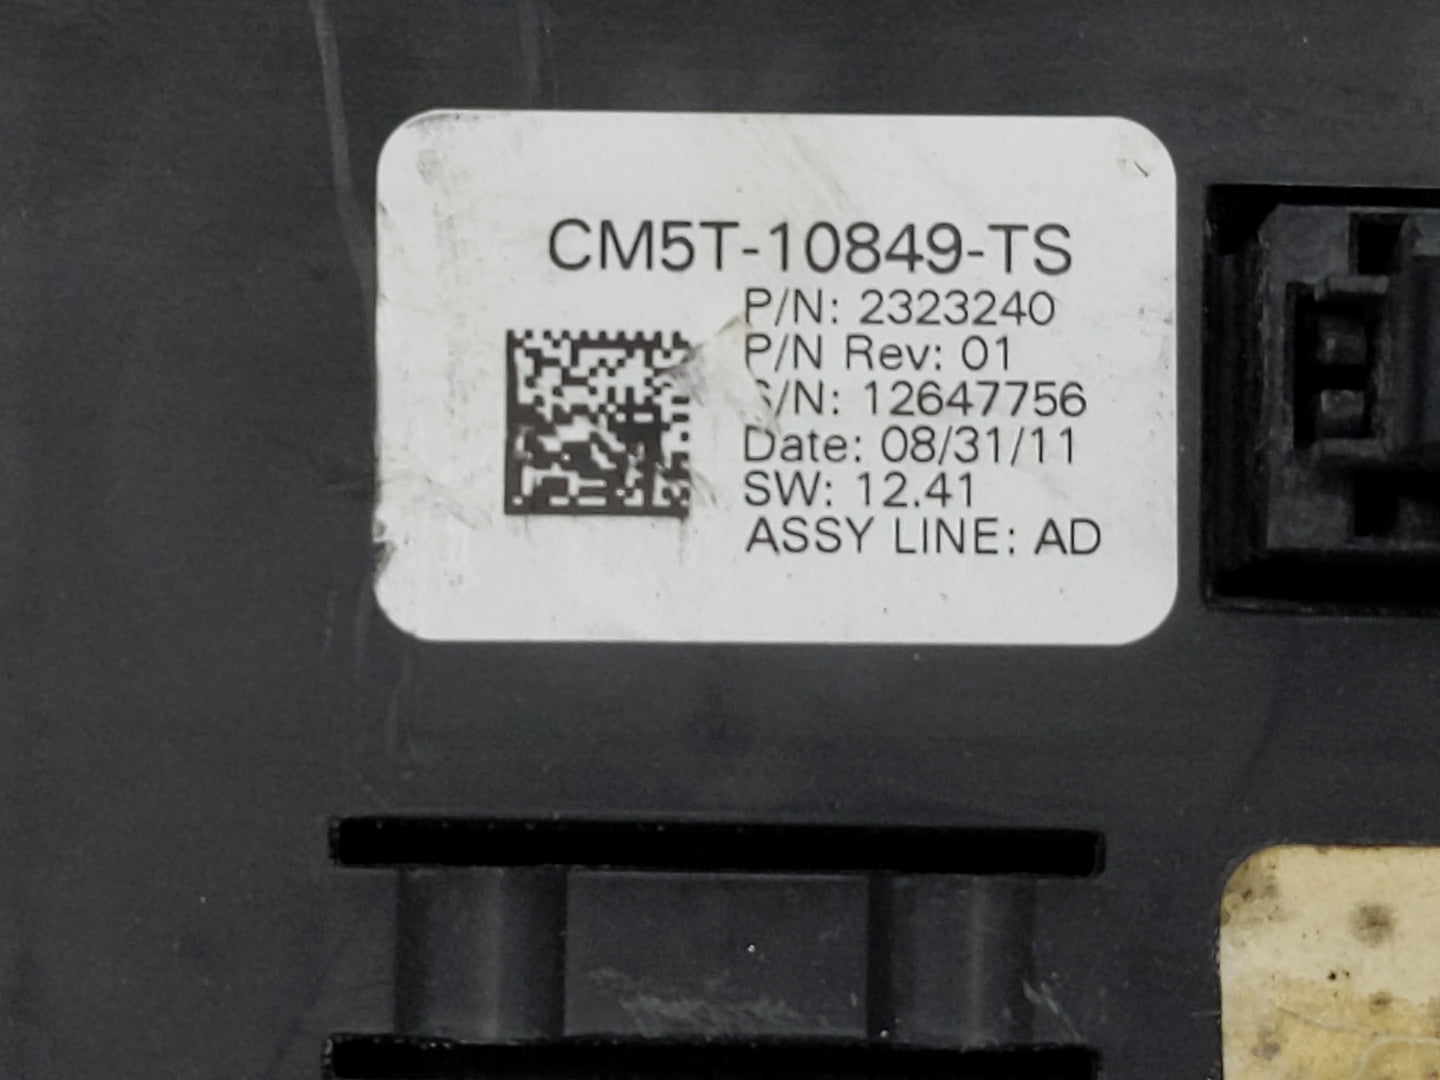 CM5T-10849-TS
P/N: 2323240
P/N Rev: 01
S/N: 12647756
Date: 08/31/11
SW: 12.41
ASSY LINE: AD